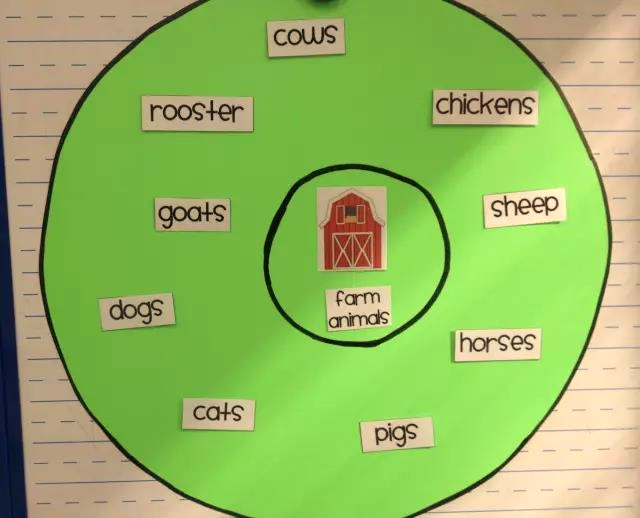 cows
rooster
chickens
goats
sheep
farm
animals
dogs
horses
cats
pigs